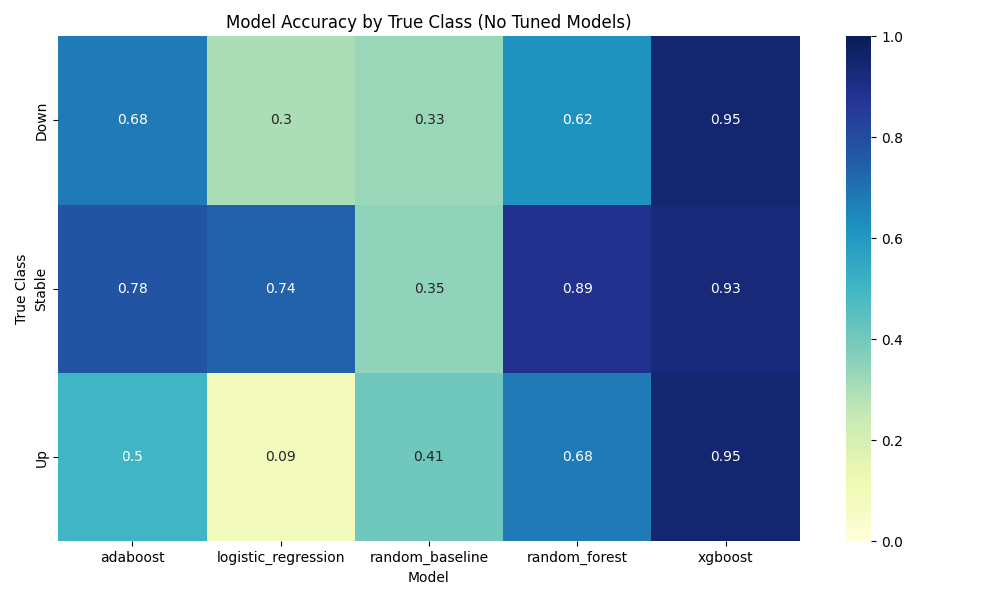 Model Accuracy by True Class (No Tuned Models)
True Class
Down
0.68 0.3 0.33 0.62 0.95
Stable
0.78 0.74 0.35 0.89 0.93
Up
0.5 0.09 0.41 0.68 0.95
adaboost logistic_regression random_baseline random_forest xgboost
Model
1.0
0.8
0.6
0.4
0.2
0.0